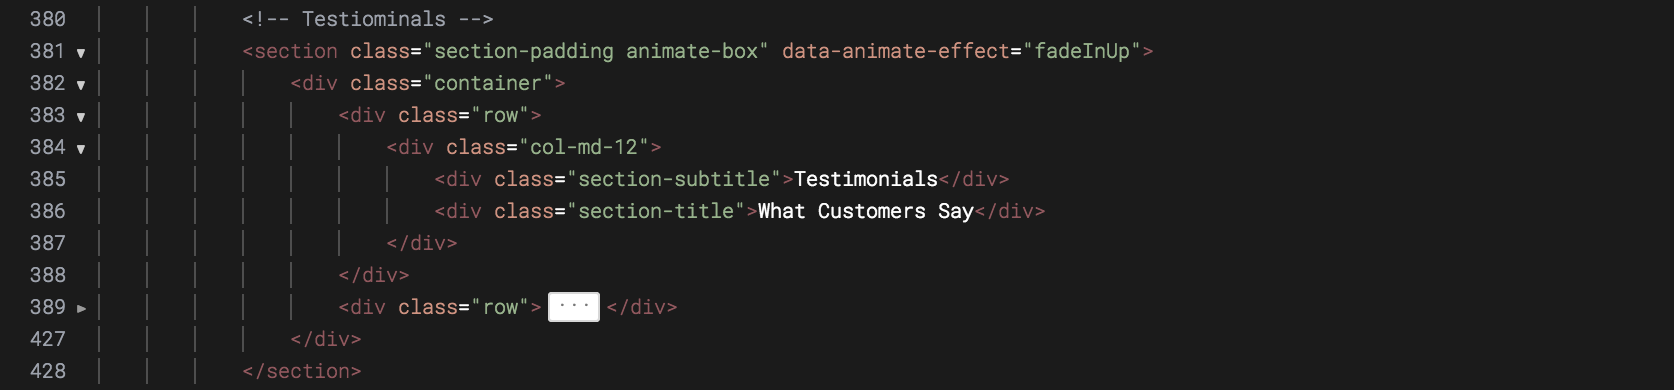 380 <!-- Testiominals -->
381 <section class="section-padding animate-box" data-animate-effect="fadeInUp">
382 <div class="container">
383 <div class="row">
384 <div class="col-md-12">
385 <div class="section-subtitle">Testimonials</div>
386 <div class="section-title">What Customers Say</div>
387 </div>
388 </div>
389 <div class="row"> ... </div>
427 </div>
428 </section>